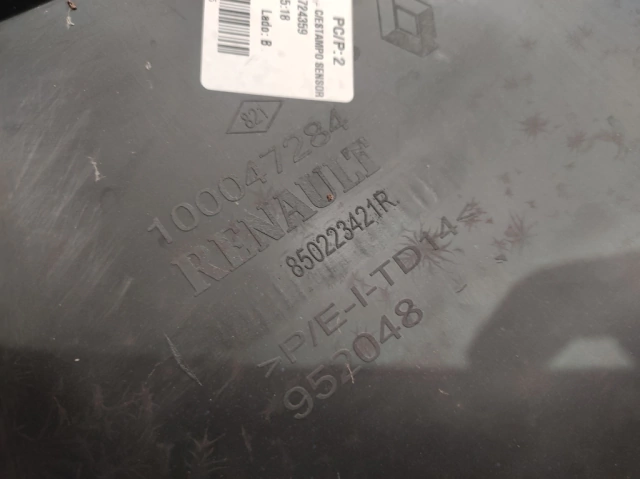 PC/P: 2
CESTAMPO SENSOR
724359
5:18
Lado: B
821
100047284
RENAULT
850223421R
>P/E-I-TD14<
952048